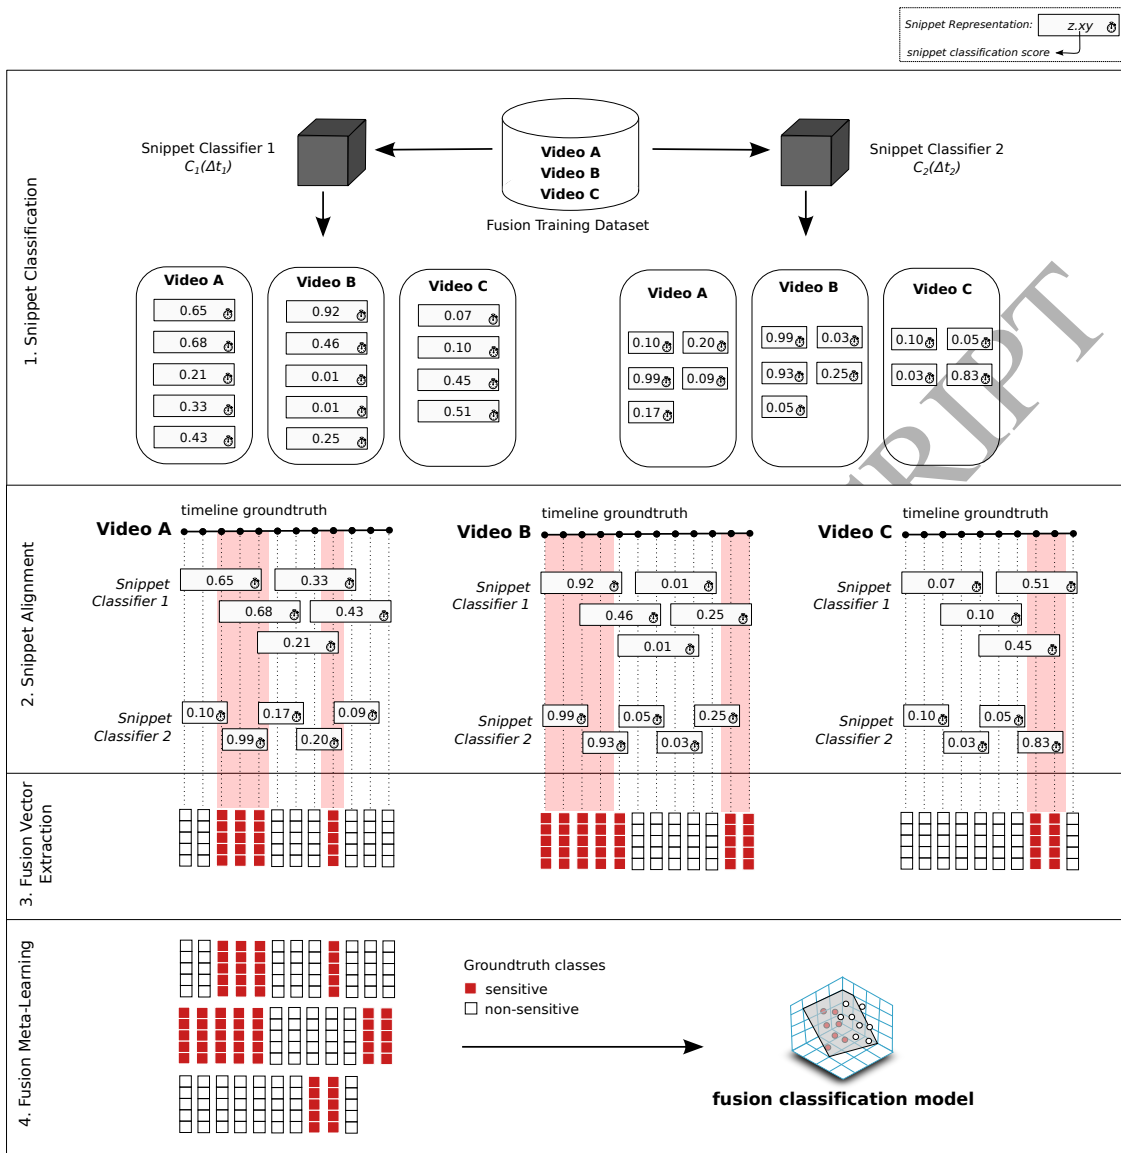 Snippet Representation: z.xy
snippet classification score
1. Snippet Classification
Snippet Classifier 1
C₁(Δt₁)
Video A
Video B
Video C
Fusion Training Dataset
Snippet Classifier 2
C₂(Δt₂)
Video A
0.65
0.68
0.21
0.33
0.43
Video B
0.92
0.46
0.01
0.01
0.25
Video C
0.07
0.10
0.45
0.51
Video A
0.10 0.20
0.99 0.09
0.17
Video B
0.99 0.03
0.93 0.25
0.05
Video C
0.10 0.05
0.03 0.83
RIPT
2. Snippet Alignment
Video A
timeline groundtruth
Snippet
Classifier 1
0.65 0.33
0.68 0.43
0.21
Snippet
Classifier 2
0.10 0.17 0.09
0.99 0.20
Video B
timeline groundtruth
Snippet
Classifier 1
0.92 0.01
0.46 0.25
0.01
Snippet
Classifier 2
0.99 0.05 0.25
0.93 0.03
Video C
timeline groundtruth
Snippet
Classifier 1
0.07 0.51
0.10
0.45
Snippet
Classifier 2
0.10 0.05
0.03 0.83
3. Fusion Vector
Extraction
4. Fusion Meta-Learning
Groundtruth classes
sensitive
non-sensitive
fusion classification model